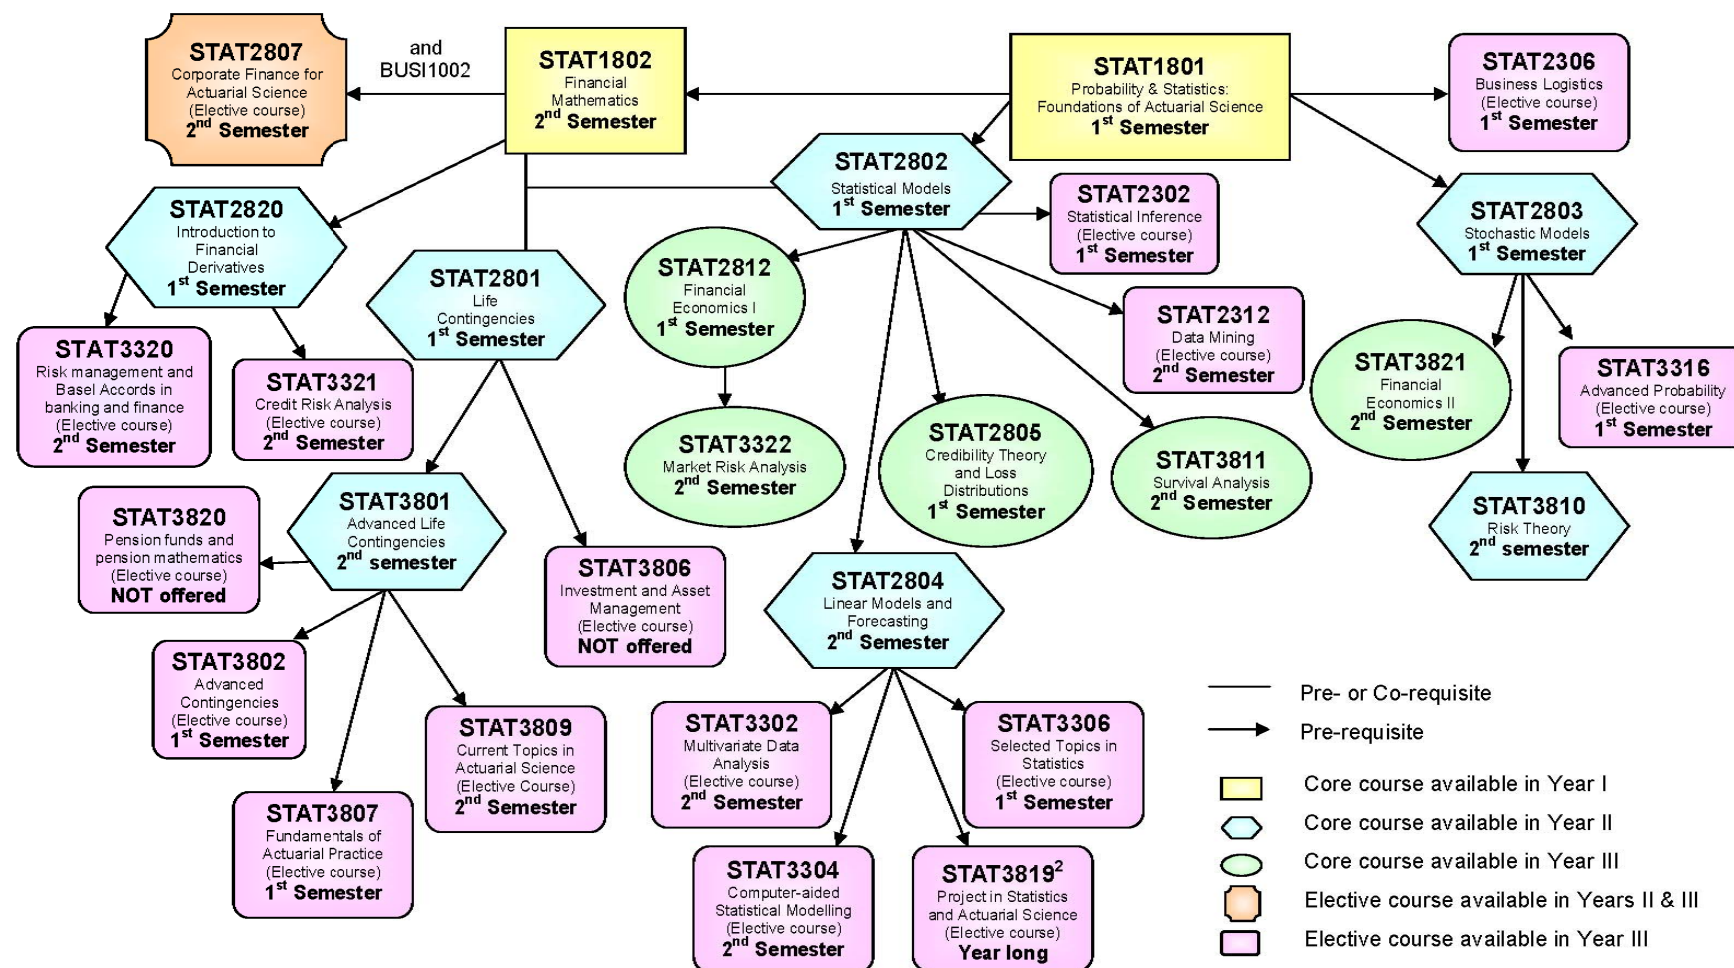 STAT2807
Corporate Finance for
Actuarial Science
(Elective course)
2nd Semester
and
BUSI1002
STAT1802
Financial
Mathematics
2nd Semester
STAT1801
Probability & Statistics:
Foundations of Actuarial Science
1st Semester
STAT2306
Business Logistics
(Elective course)
1st Semester
STAT2802
Statistical Models
1st Semester
STAT2302
Statistical Inference
(Elective course)
1st Semester
STAT2803
Stochastic Models
1st Semester
STAT2820
Introduction to
Financial
Derivatives
1st Semester
STAT2801
Life
Contingencies
1st Semester
STAT2812
Financial
Economics I
1st Semester
STAT2312
Data Mining
(Elective course)
2nd Semester
STAT3320
Risk management and
Basel Accords in
banking and finance
(Elective course)
2nd Semester
STAT3321
Credit Risk Analysis
(Elective course)
2nd Semester
STAT3322
Market Risk Analysis
2nd Semester
STAT2805
Credibility Theory
and Loss
Distributions
1st Semester
STAT3811
Survival Analysis
2nd Semester
STAT3821
Financial
Economics II
2nd Semester
STAT3316
Advanced Probability
(Elective course)
1st Semester
STAT3820
Pension funds and
pension mathematics
(Elective course)
NOT offered
STAT3801
Advanced Life
Contingencies
2nd semester
STAT3806
Investment and Asset
Management
(Elective course)
NOT offered
STAT2804
Linear Models and
Forecasting
2nd Semester
STAT3810
Risk Theory
2nd semester
STAT3802
Advanced
Contingencies
(Elective course)
1st Semester
STAT3809
Current Topics in
Actuarial Science
(Elective Course)
2nd Semester
STAT3807
Fundamentals of
Actuarial Practice
(Elective course)
1st Semester
STAT3302
Multivariate Data
Analysis
(Elective course)
2nd Semester
STAT3306
Selected Topics in
Statistics
(Elective course)
1st Semester
STAT3304
Computer-aided
Statistical Modelling
(Elective course)
2nd Semester
STAT3819²
Project in Statistics
and Actuarial Science
(Elective course)
Year long
Pre- or Co-requisite
Pre-requisite
Core course available in Year I
Core course available in Year II
Core course available in Year III
Elective course available in Years II & III
Elective course available in Year III